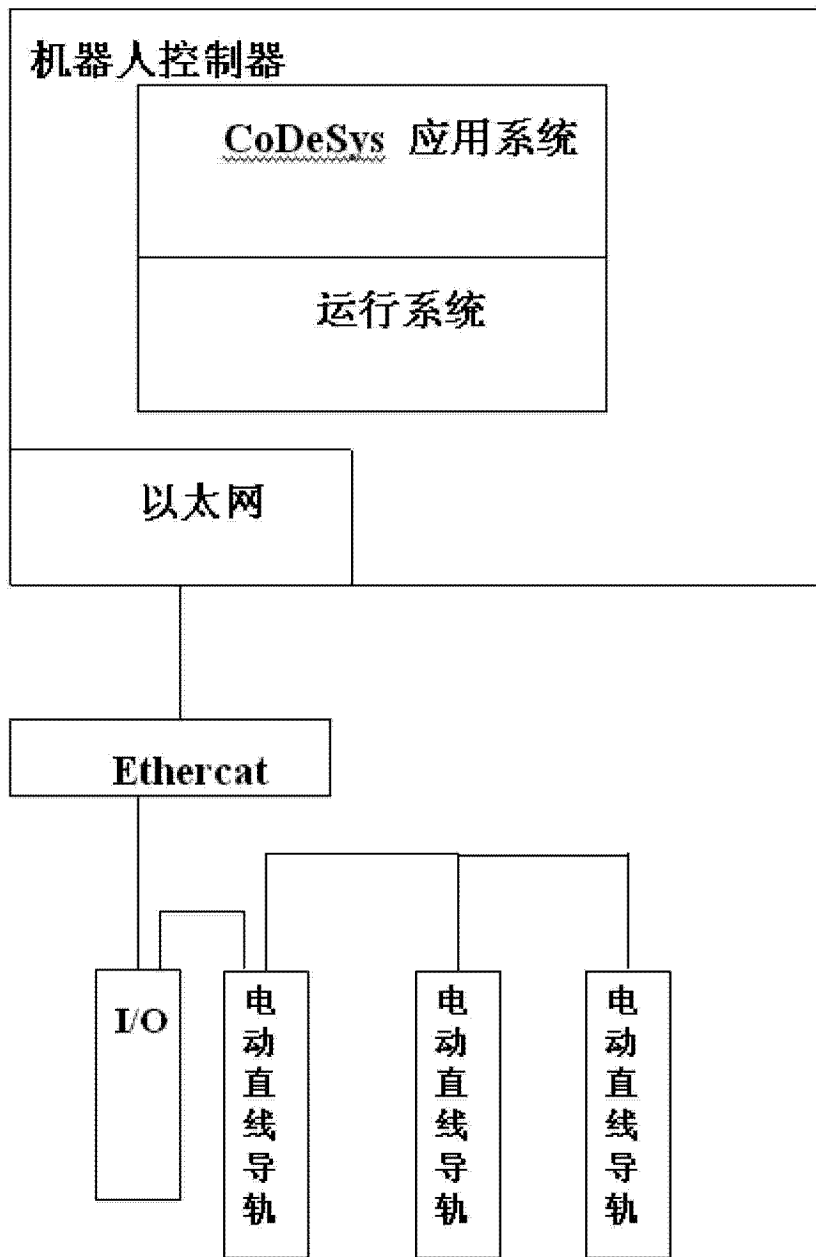 机器人控制器
CoDeSys 应用系统
运行系统
以太网
Ethercat
I/O
电动直线导轨
电动直线导轨
电动直线导轨